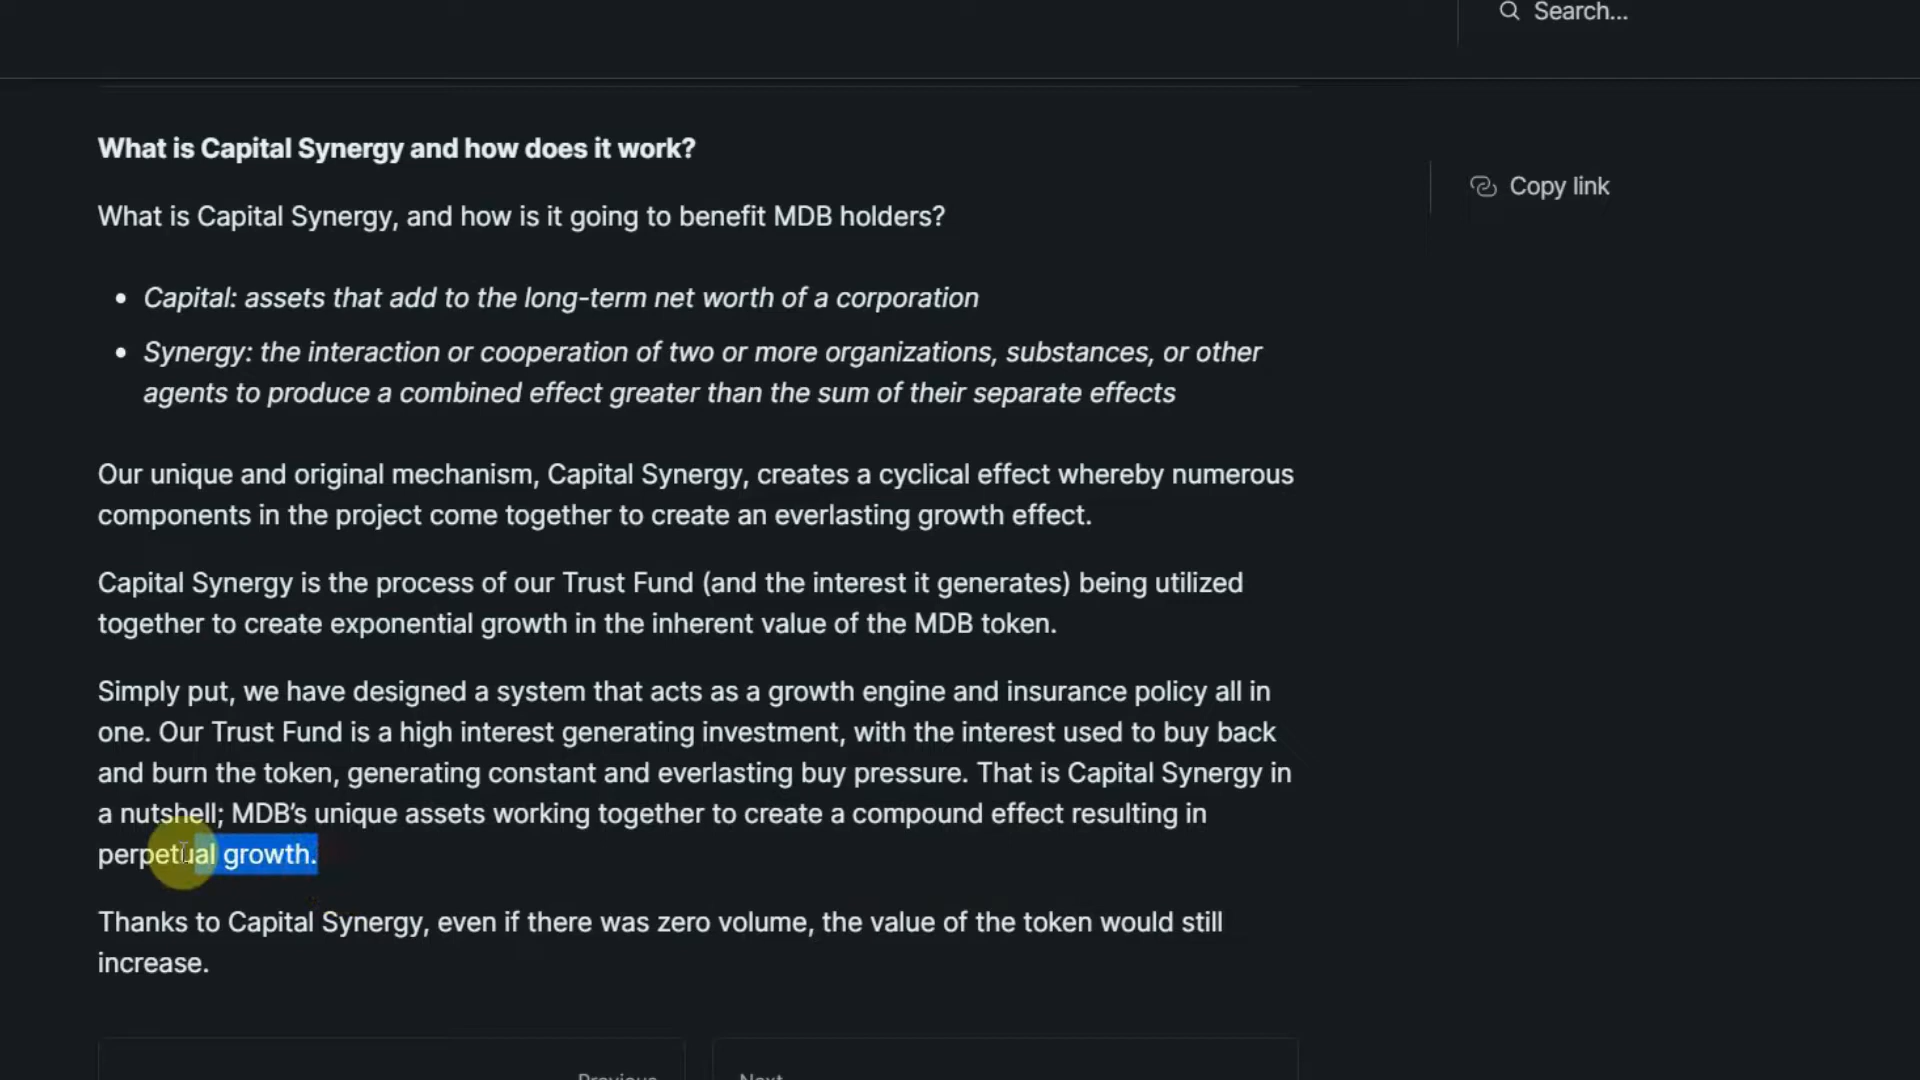 Search...
What is Capital Synergy and how does it work?
Copy link
What is Capital Synergy, and how is it going to benefit MDB holders?
• Capital: assets that add to the long-term net worth of a corporation
• Synergy: the interaction or cooperation of two or more organizations, substances, or other
agents to produce a combined effect greater than the sum of their separate effects
Our unique and original mechanism, Capital Synergy, creates a cyclical effect whereby numerous
components in the project come together to create an everlasting growth effect.
Capital Synergy is the process of our Trust Fund (and the interest it generates) being utilized
together to create exponential growth in the inherent value of the MDB token.
Simply put, we have designed a system that acts as a growth engine and insurance policy all in
one. Our Trust Fund is a high interest generating investment, with the interest used to buy back
and burn the token, generating constant and everlasting buy pressure. That is Capital Synergy in
a nutshell; MDB’s unique assets working together to create a compound effect resulting in
perpetual growth.
Thanks to Capital Synergy, even if there was zero volume, the value of the token would still
increase.
Previous
Next